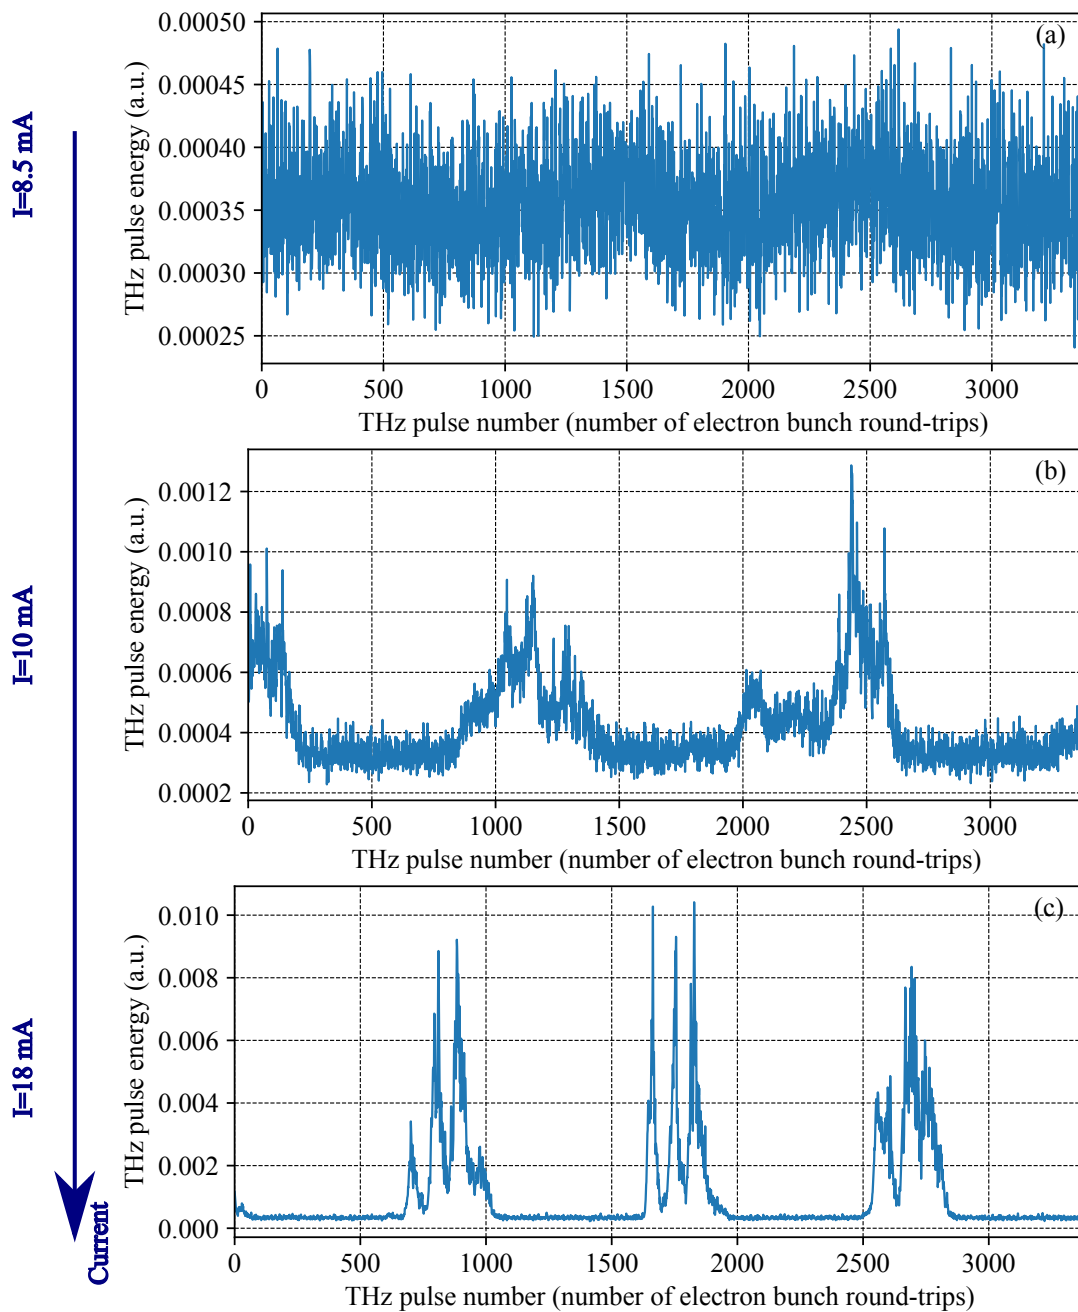 I=8.5 mA
I=10 mA
I=18 mA
Current
(a)
THz pulse energy (a.u.)
0.00050
0.00045
0.00040
0.00035
0.00030
0.00025
0 500 1000 1500 2000 2500 3000
THz pulse number (number of electron bunch round-trips)
(b)
THz pulse energy (a.u.)
0.0012
0.0010
0.0008
0.0006
0.0004
0.0002
0 500 1000 1500 2000 2500 3000
THz pulse number (number of electron bunch round-trips)
(c)
THz pulse energy (a.u.)
0.010
0.008
0.006
0.004
0.002
0.000
0 500 1000 1500 2000 2500 3000
THz pulse number (number of electron bunch round-trips)